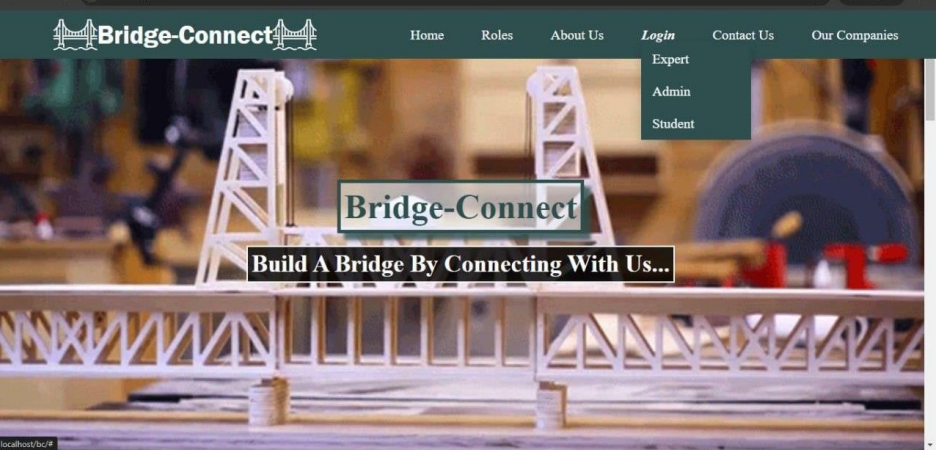 Bridge-Connect
Home Roles About Us Login Contact Us Our Companies
Expert
Admin
Student
Bridge-Connect
Build A Bridge By Connecting With Us...
localhost/bc/#